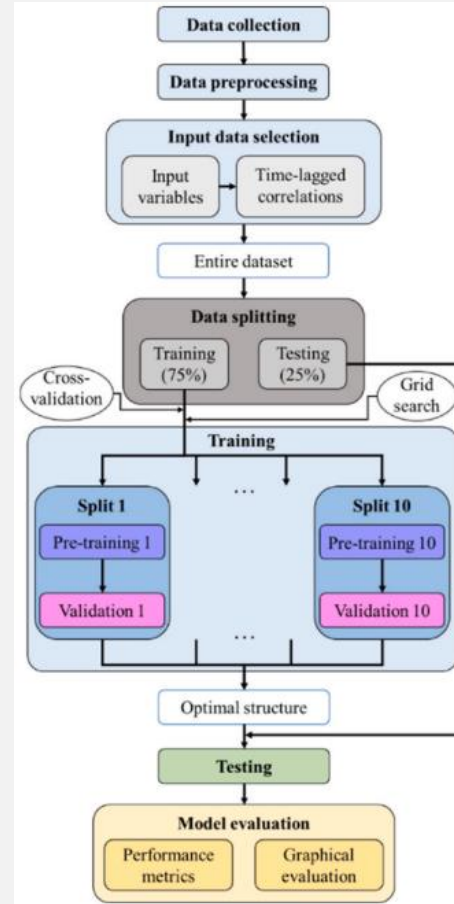 Data collection
Data preprocessing
Input data selection
Input
variables
Time-lagged
correlations
Entire dataset
Data splitting
Training
(75%)
Testing
(25%)
Cross-
validation
Grid
search
Training
...
Split 1
Pre-training 1
Validation 1
Split 10
Pre-training 10
Validation 10
...
Optimal structure
Testing
Model evaluation
Performance
metrics
Graphical
evaluation